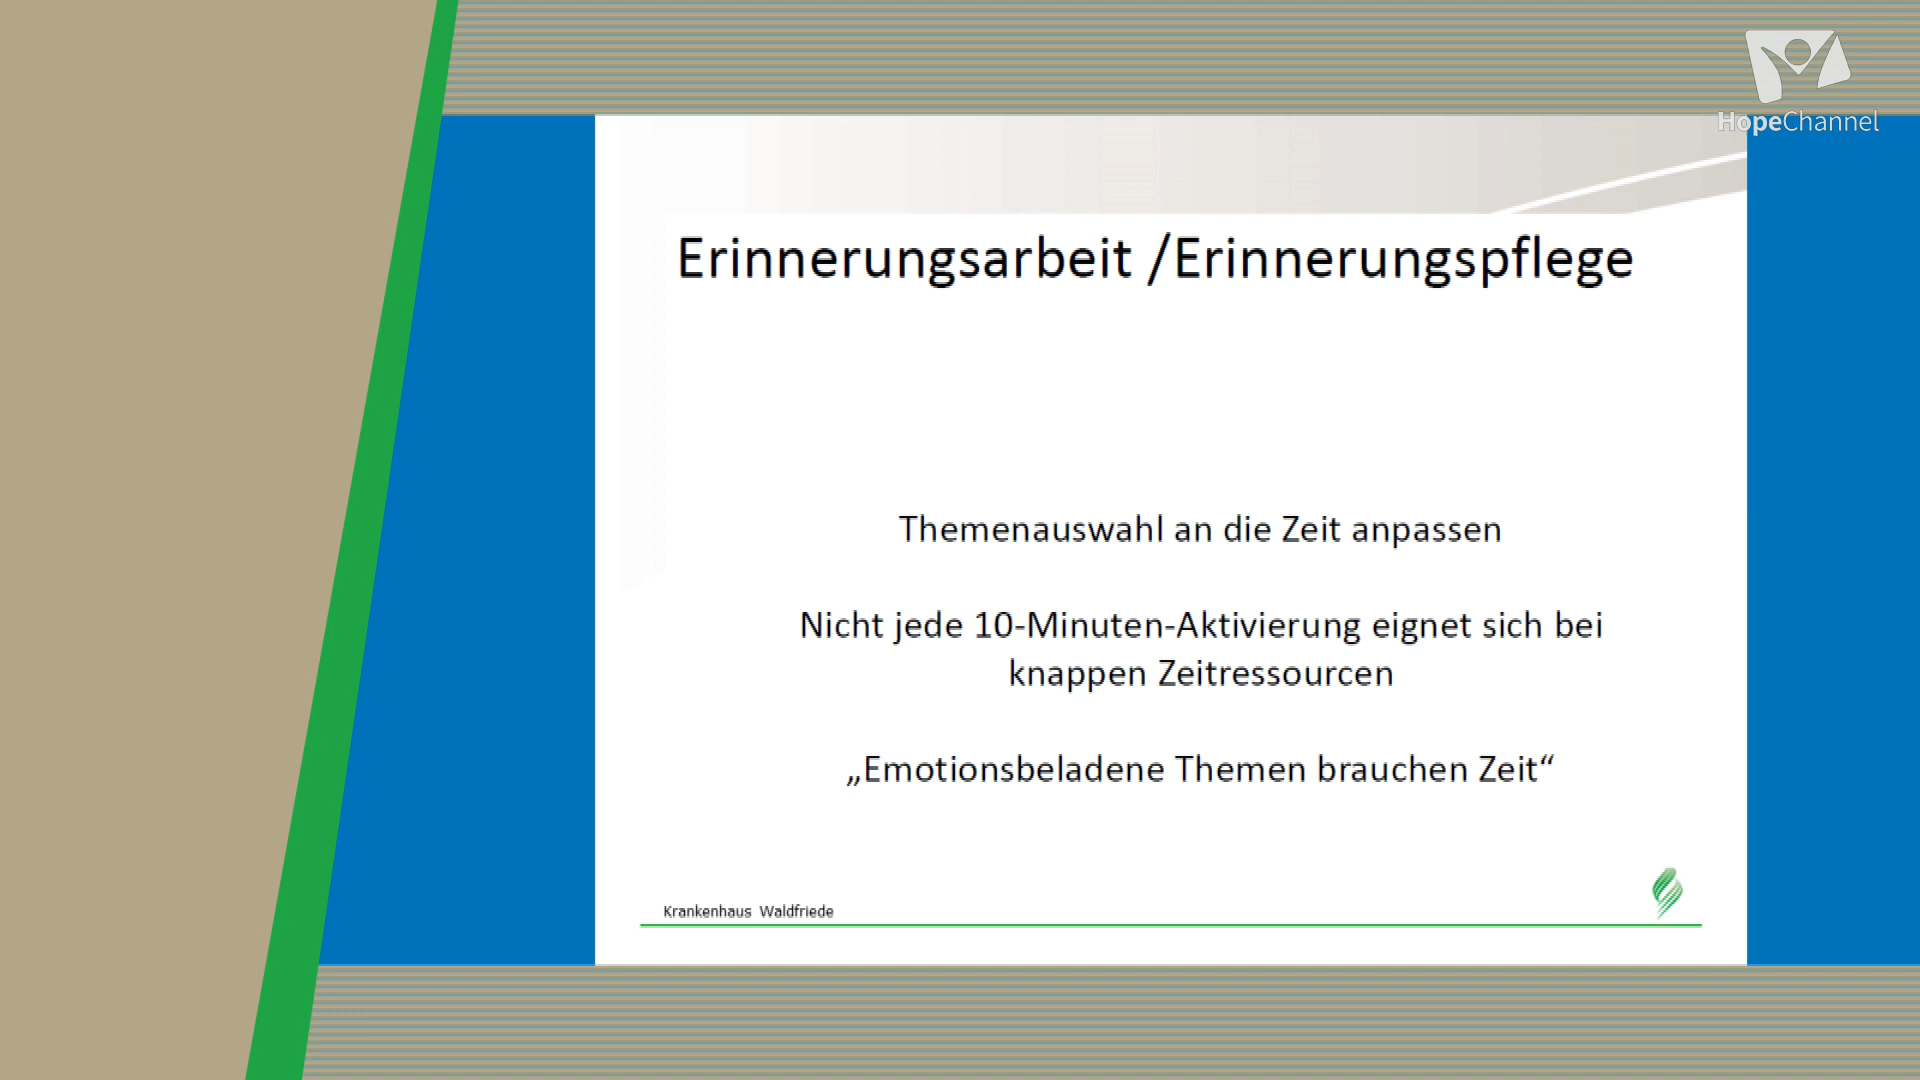 HopeChannel
Erinnerungsarbeit /Erinnerungspflege
Themenauswahl an die Zeit anpassen
Nicht jede 10-Minuten-Aktivierung eignet sich bei
knappen Zeitressourcen
„Emotionsbeladene Themen brauchen Zeit“
Krankenhaus Waldfriede